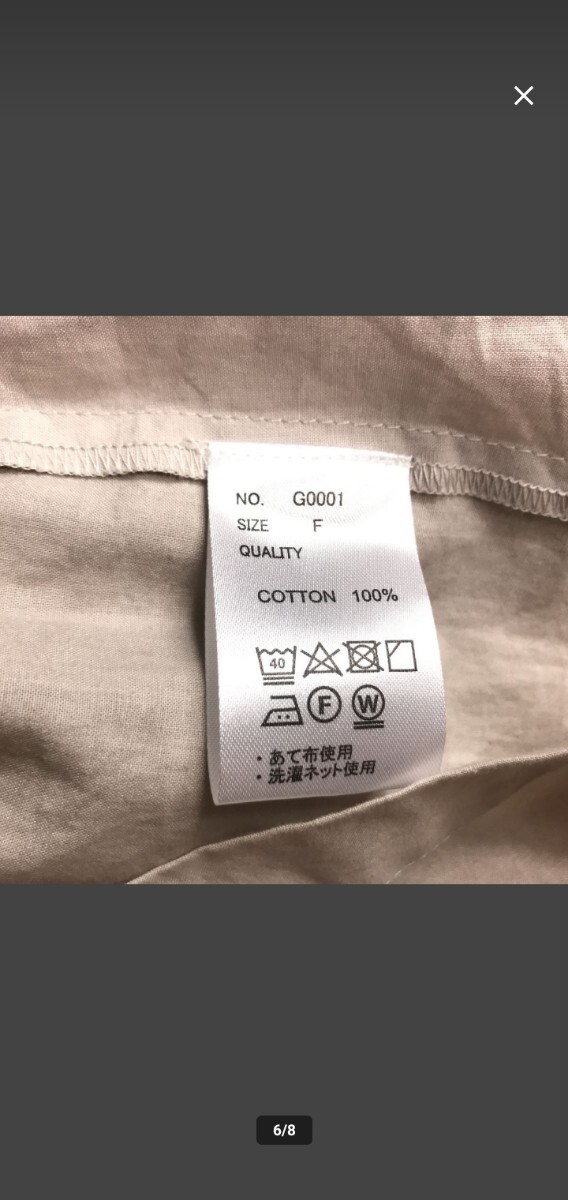 NO. G0001
SIZE F
QUALITY
COTTON 100%
40
F W
・あて布使用
・洗濯ネット使用
6/8